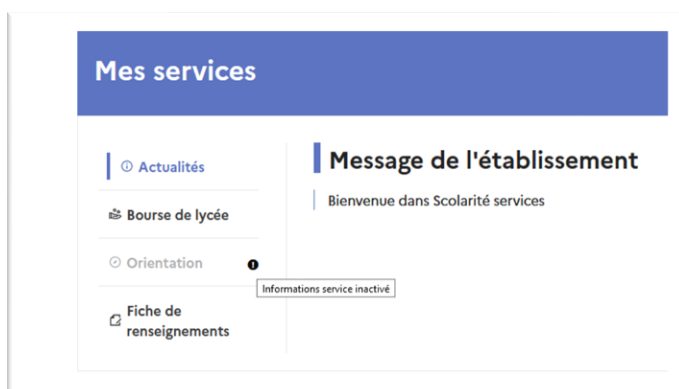 Mes services
Actualités
Message de l'établissement
Bienvenue dans Scolarité services
Bourse de lycée
Orientation
Informations service inactivé
Fiche de
renseignements